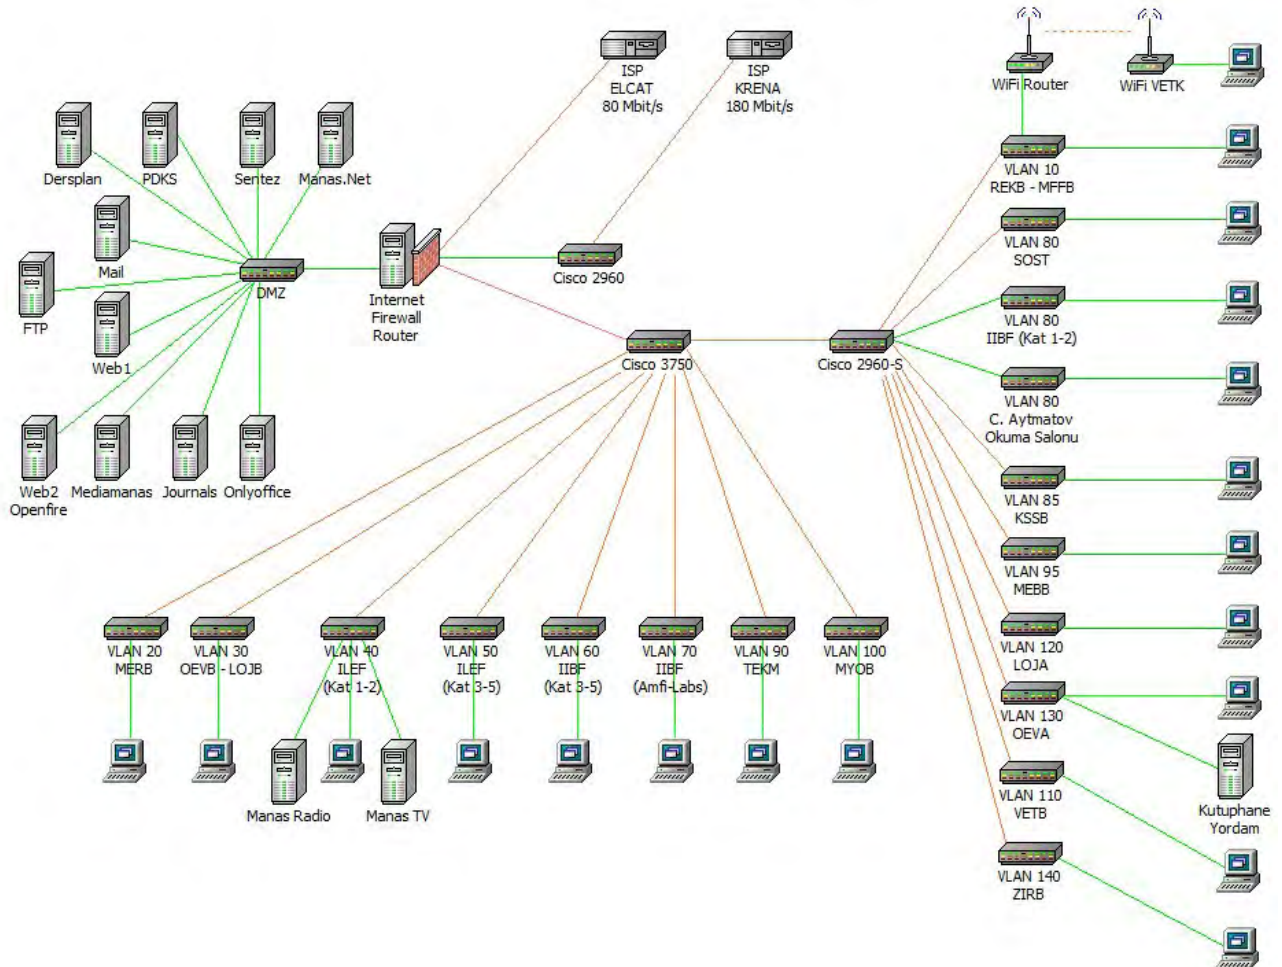 ISP
ELCAT
80 Mbit/s
ISP
KRENA
180 Mbit/s
WiFi Router
WiFi VETK
Dersplan
PDKS
Sentez
Manas.Net
VLAN 10
REKB - MFFB
Mail
VLAN 80
SOST
FTP
DMZ
Internet
Firewall
Router
Cisco 2960
Web1
VLAN 80
IIBF (Kat 1-2)
Cisco 3750
Cisco 2960-S
VLAN 80
C. Aytmatov
Okuma Salonu
Web2
Openfire
Mediamanas
Journals
Onlyoffice
VLAN 85
KSSB
VLAN 95
MEBB
VLAN 20
MERB
VLAN 30
OEVB - LOJB
VLAN 40
ILEF
(Kat 1-2)
VLAN 50
ILEF
(Kat 3-5)
VLAN 60
IIBF
(Kat 3-5)
VLAN 70
IIBF
(Amfi-Labs)
VLAN 90
TEKM
VLAN 100
MYOB
VLAN 120
LOJA
VLAN 130
OEVA
Manas Radio
Manas TV
VLAN 110
VETB
Kutuphane
Yordam
VLAN 140
ZIRB